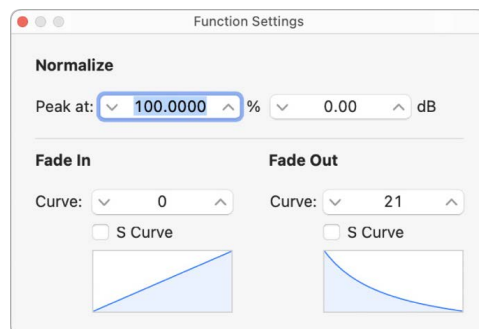 Function Settings
Normalize
Peak at: 100.0000 % 0.00 dB
Fade In Fade Out
Curve: 0 Curve: 21
S Curve S Curve